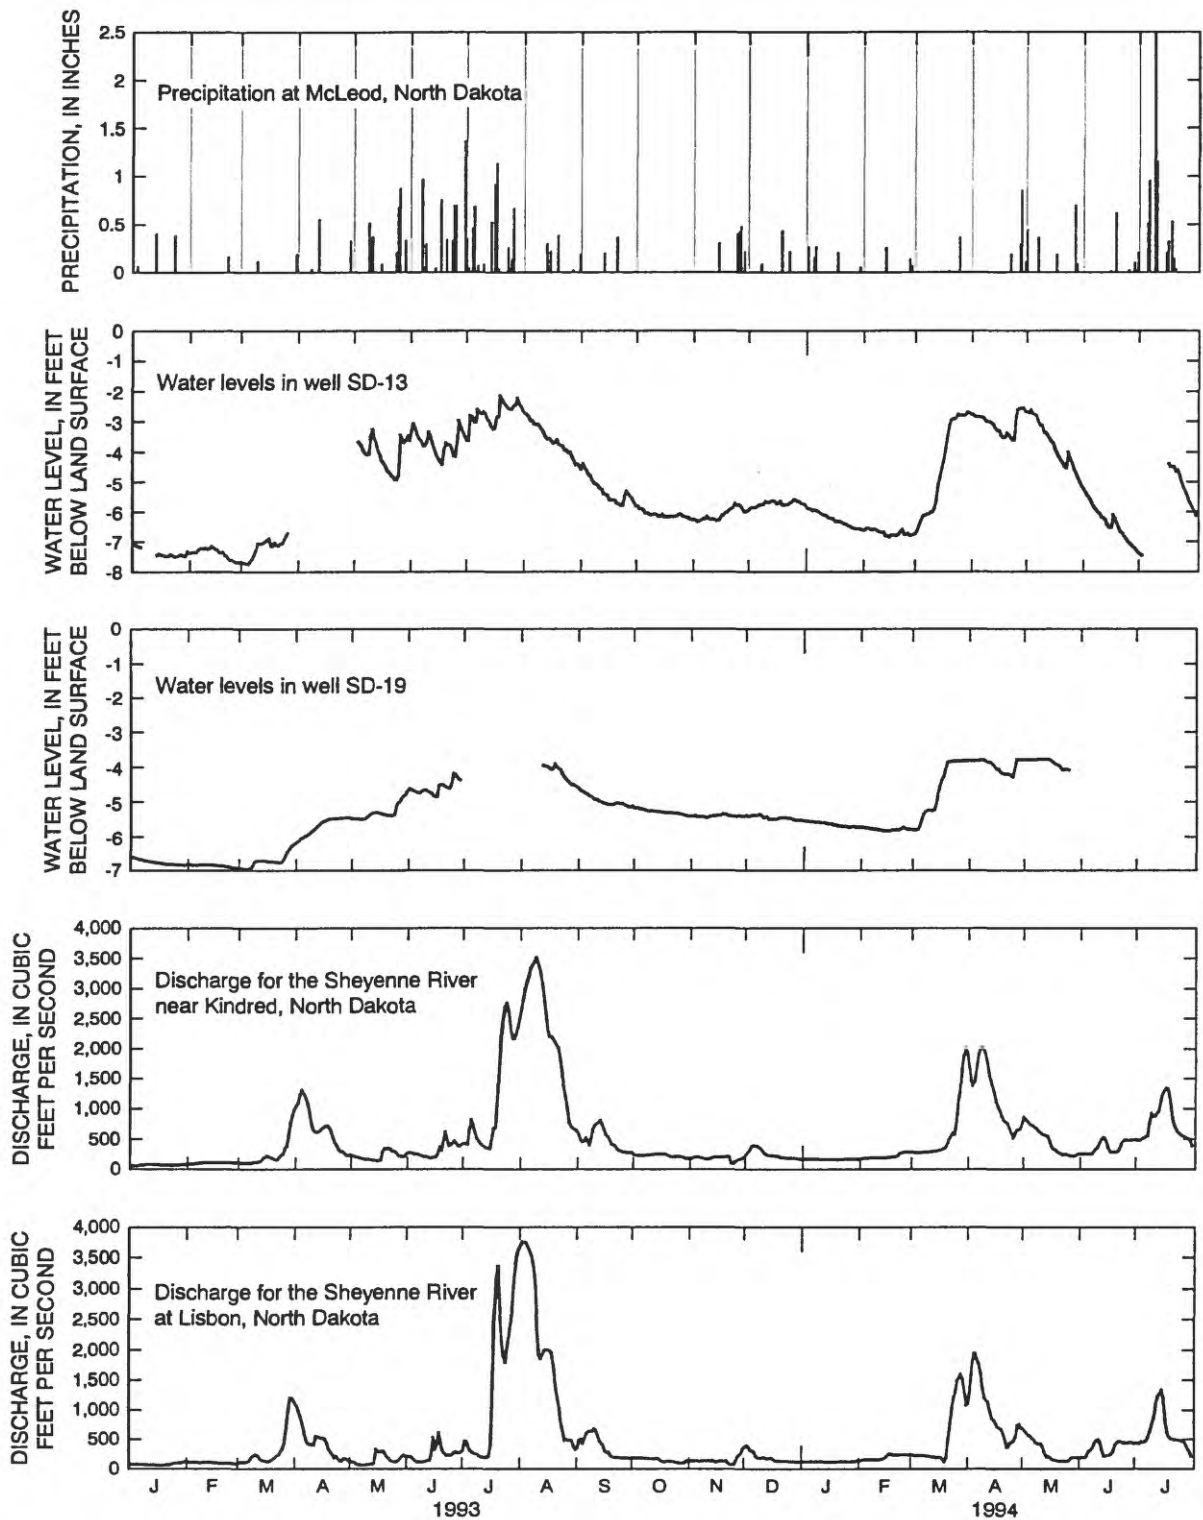 PRECIPITATION, IN INCHES
2.5
2
1.5
1
0.5
0
Precipitation at McLeod, North Dakota
WATER LEVEL, IN FEET
BELOW LAND SURFACE
0
-1
-2
-3
-4
-5
-6
-7
-8
Water levels in well SD-13
WATER LEVEL, IN FEET
BELOW LAND SURFACE
0
-1
-2
-3
-4
-5
-6
-7
Water levels in well SD-19
DISCHARGE, IN CUBIC
FEET PER SECOND
4,000
3,500
3,000
2,500
2,000
1,500
1,000
500
0
Discharge for the Sheyenne River
near Kindred, North Dakota
DISCHARGE, IN CUBIC
FEET PER SECOND
4,000
3,500
3,000
2,500
2,000
1,500
1,000
500
0
Discharge for the Sheyenne River
at Lisbon, North Dakota
J F M A M J J A S O N D J F M A M J J
1993 1994